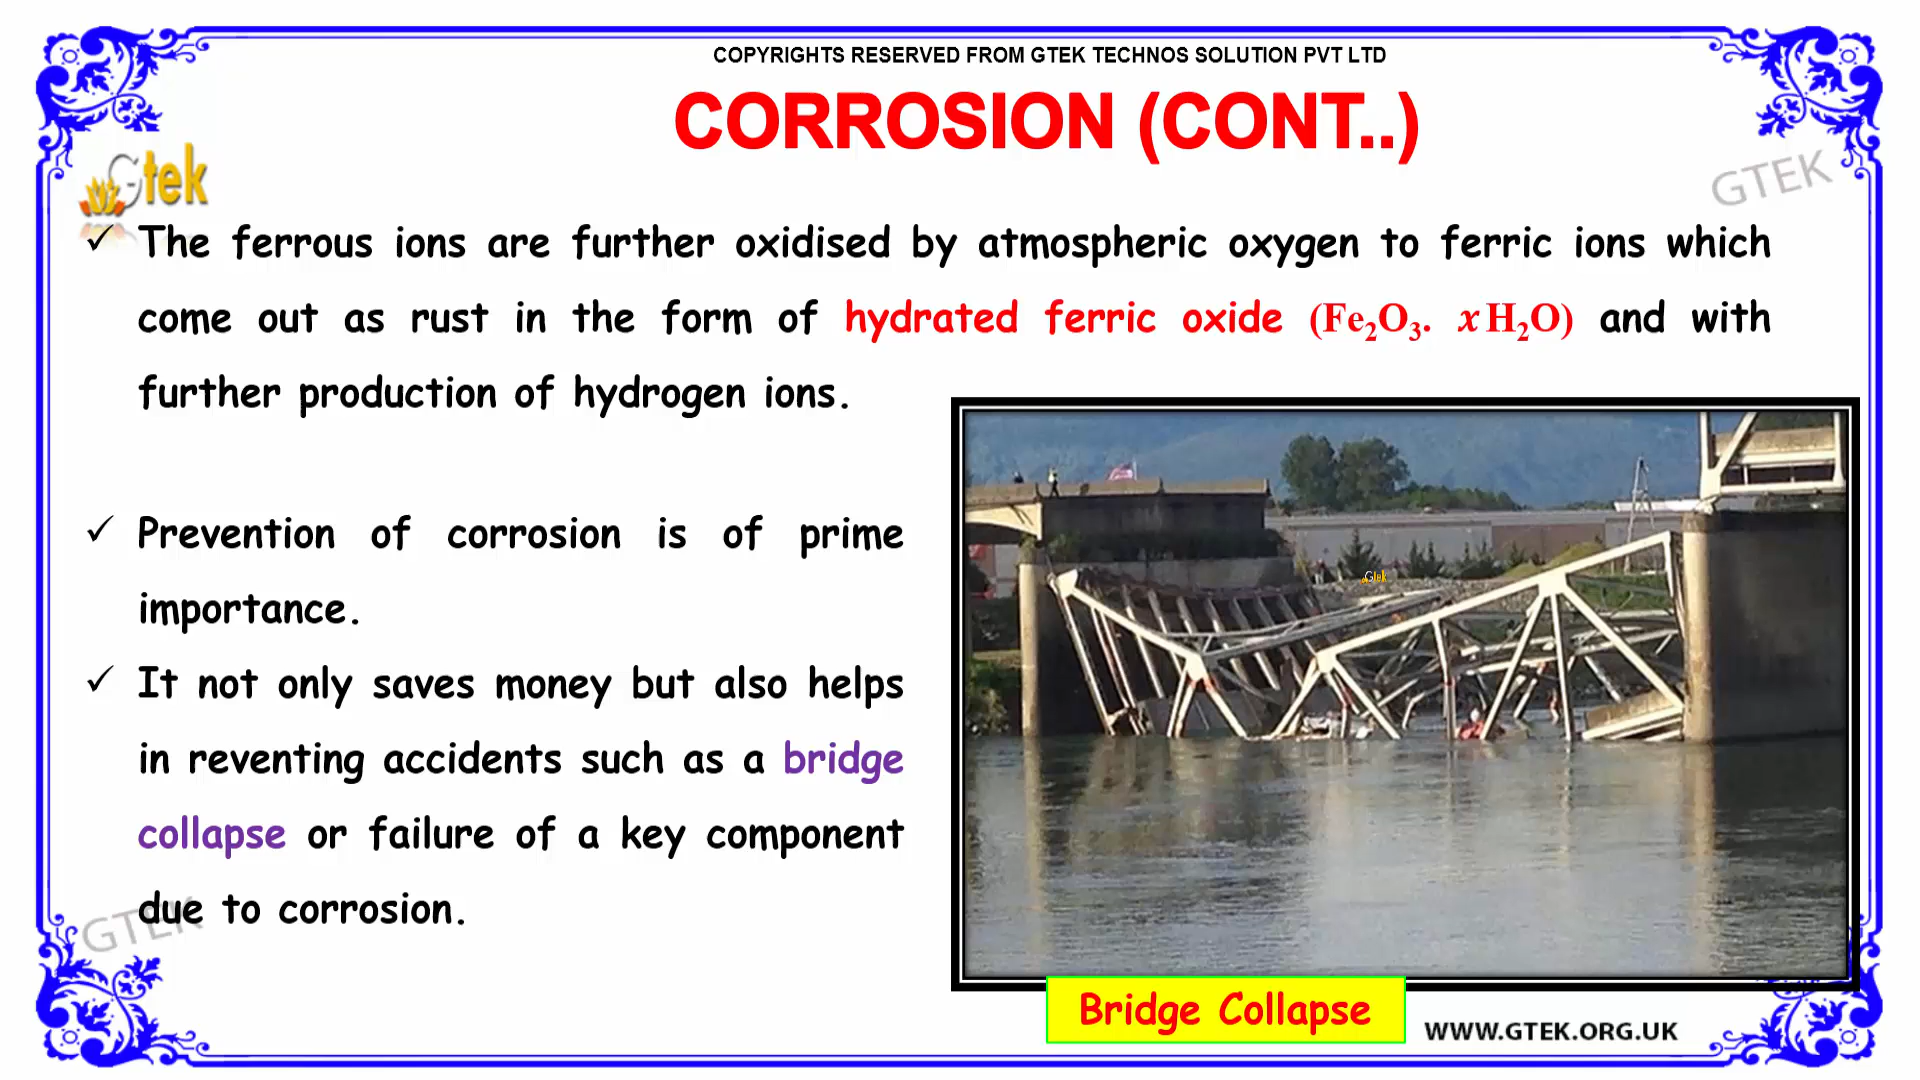 COPYRIGHTS RESERVED FROM GTEK TECHNOS SOLUTION PVT LTD
CORROSION (CONT..)
Gtek
GTEK
✓ The ferrous ions are further oxidised by atmospheric oxygen to ferric ions which
come out as rust in the form of hydrated ferric oxide (Fe₂O₃. x H₂O) and with
further production of hydrogen ions.
✓ Prevention of corrosion is of prime
importance.
✓ It not only saves money but also helps
in reventing accidents such as a bridge
collapse or failure of a key component
due to corrosion.
GTEK
Gtek
Bridge Collapse
WWW.GTEK.ORG.UK